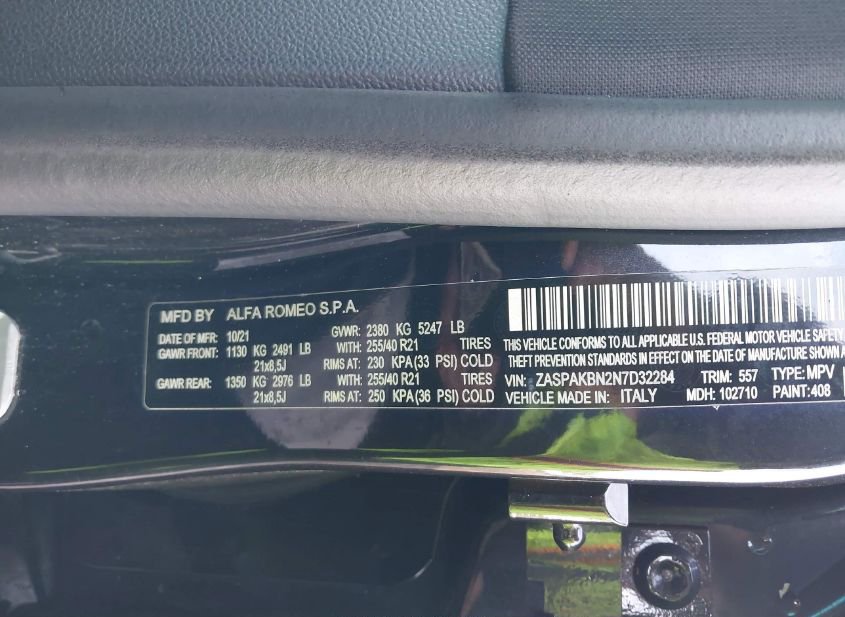 MFD BY ALFA ROMEO S.P.A.
DATE OF MFR: 10/21 GVWR: 2380 KG 5247 LB
GAWR FRONT: 1130 KG 2491 LB WITH: 255/40 R21 TIRES
21x8,5J RIMS AT: 230 KPA (33 PSI) COLD
GAWR REAR: 1350 KG 2976 LB WITH: 255/40 R21 TIRES
21x8,5J RIMS AT: 250 KPA (36 PSI) COLD
THIS VEHICLE CONFORMS TO ALL APPLICABLE U.S. FEDERAL MOTOR VEHICLE SAFETY
THEFT PREVENTION STANDARDS IN EFFECT ON THE DATE OF MANUFACTURE SHOWN A
VIN: ZASPAKBN2N7D32284 TRIM: 557 TYPE: MPV
VEHICLE MADE IN: ITALY MDH: 102710 PAINT: 408